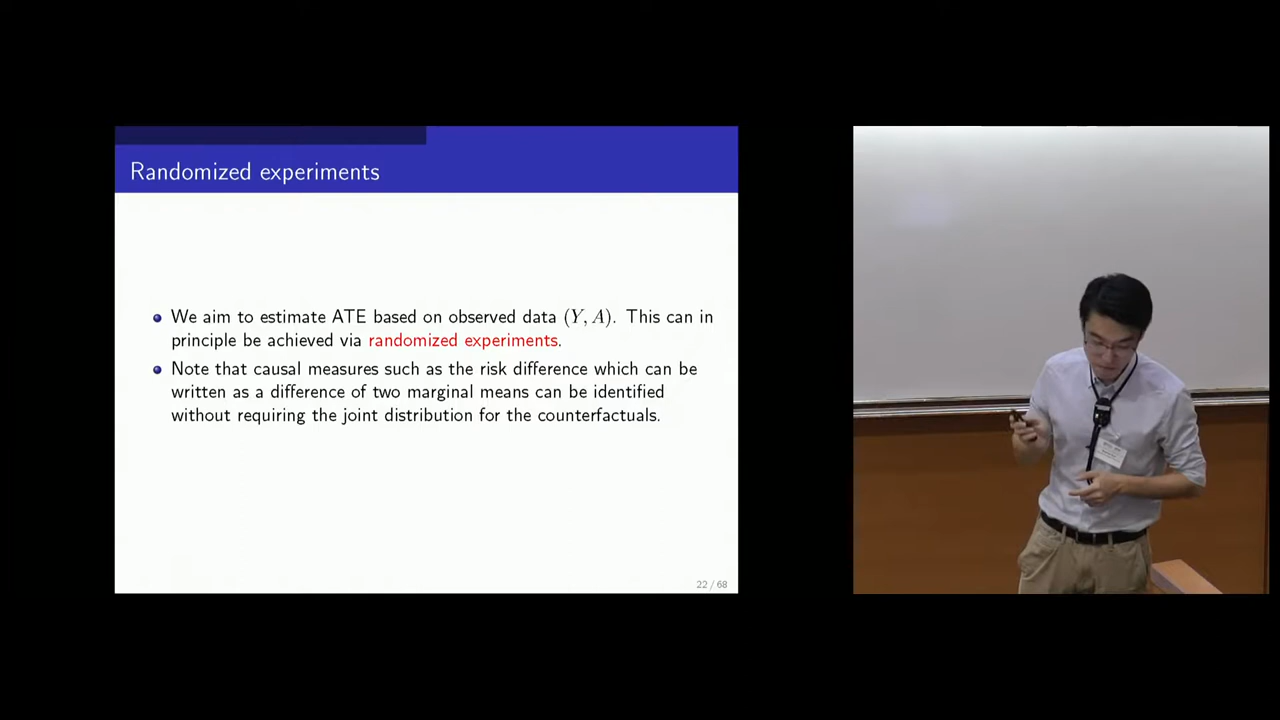 Randomized experiments
We aim to estimate ATE based on observed data (Y, A). This can in
principle be achieved via randomized experiments.
Note that causal measures such as the risk difference which can be
written as a difference of two marginal means can be identified
without requiring the joint distribution for the counterfactuals.
22 / 68